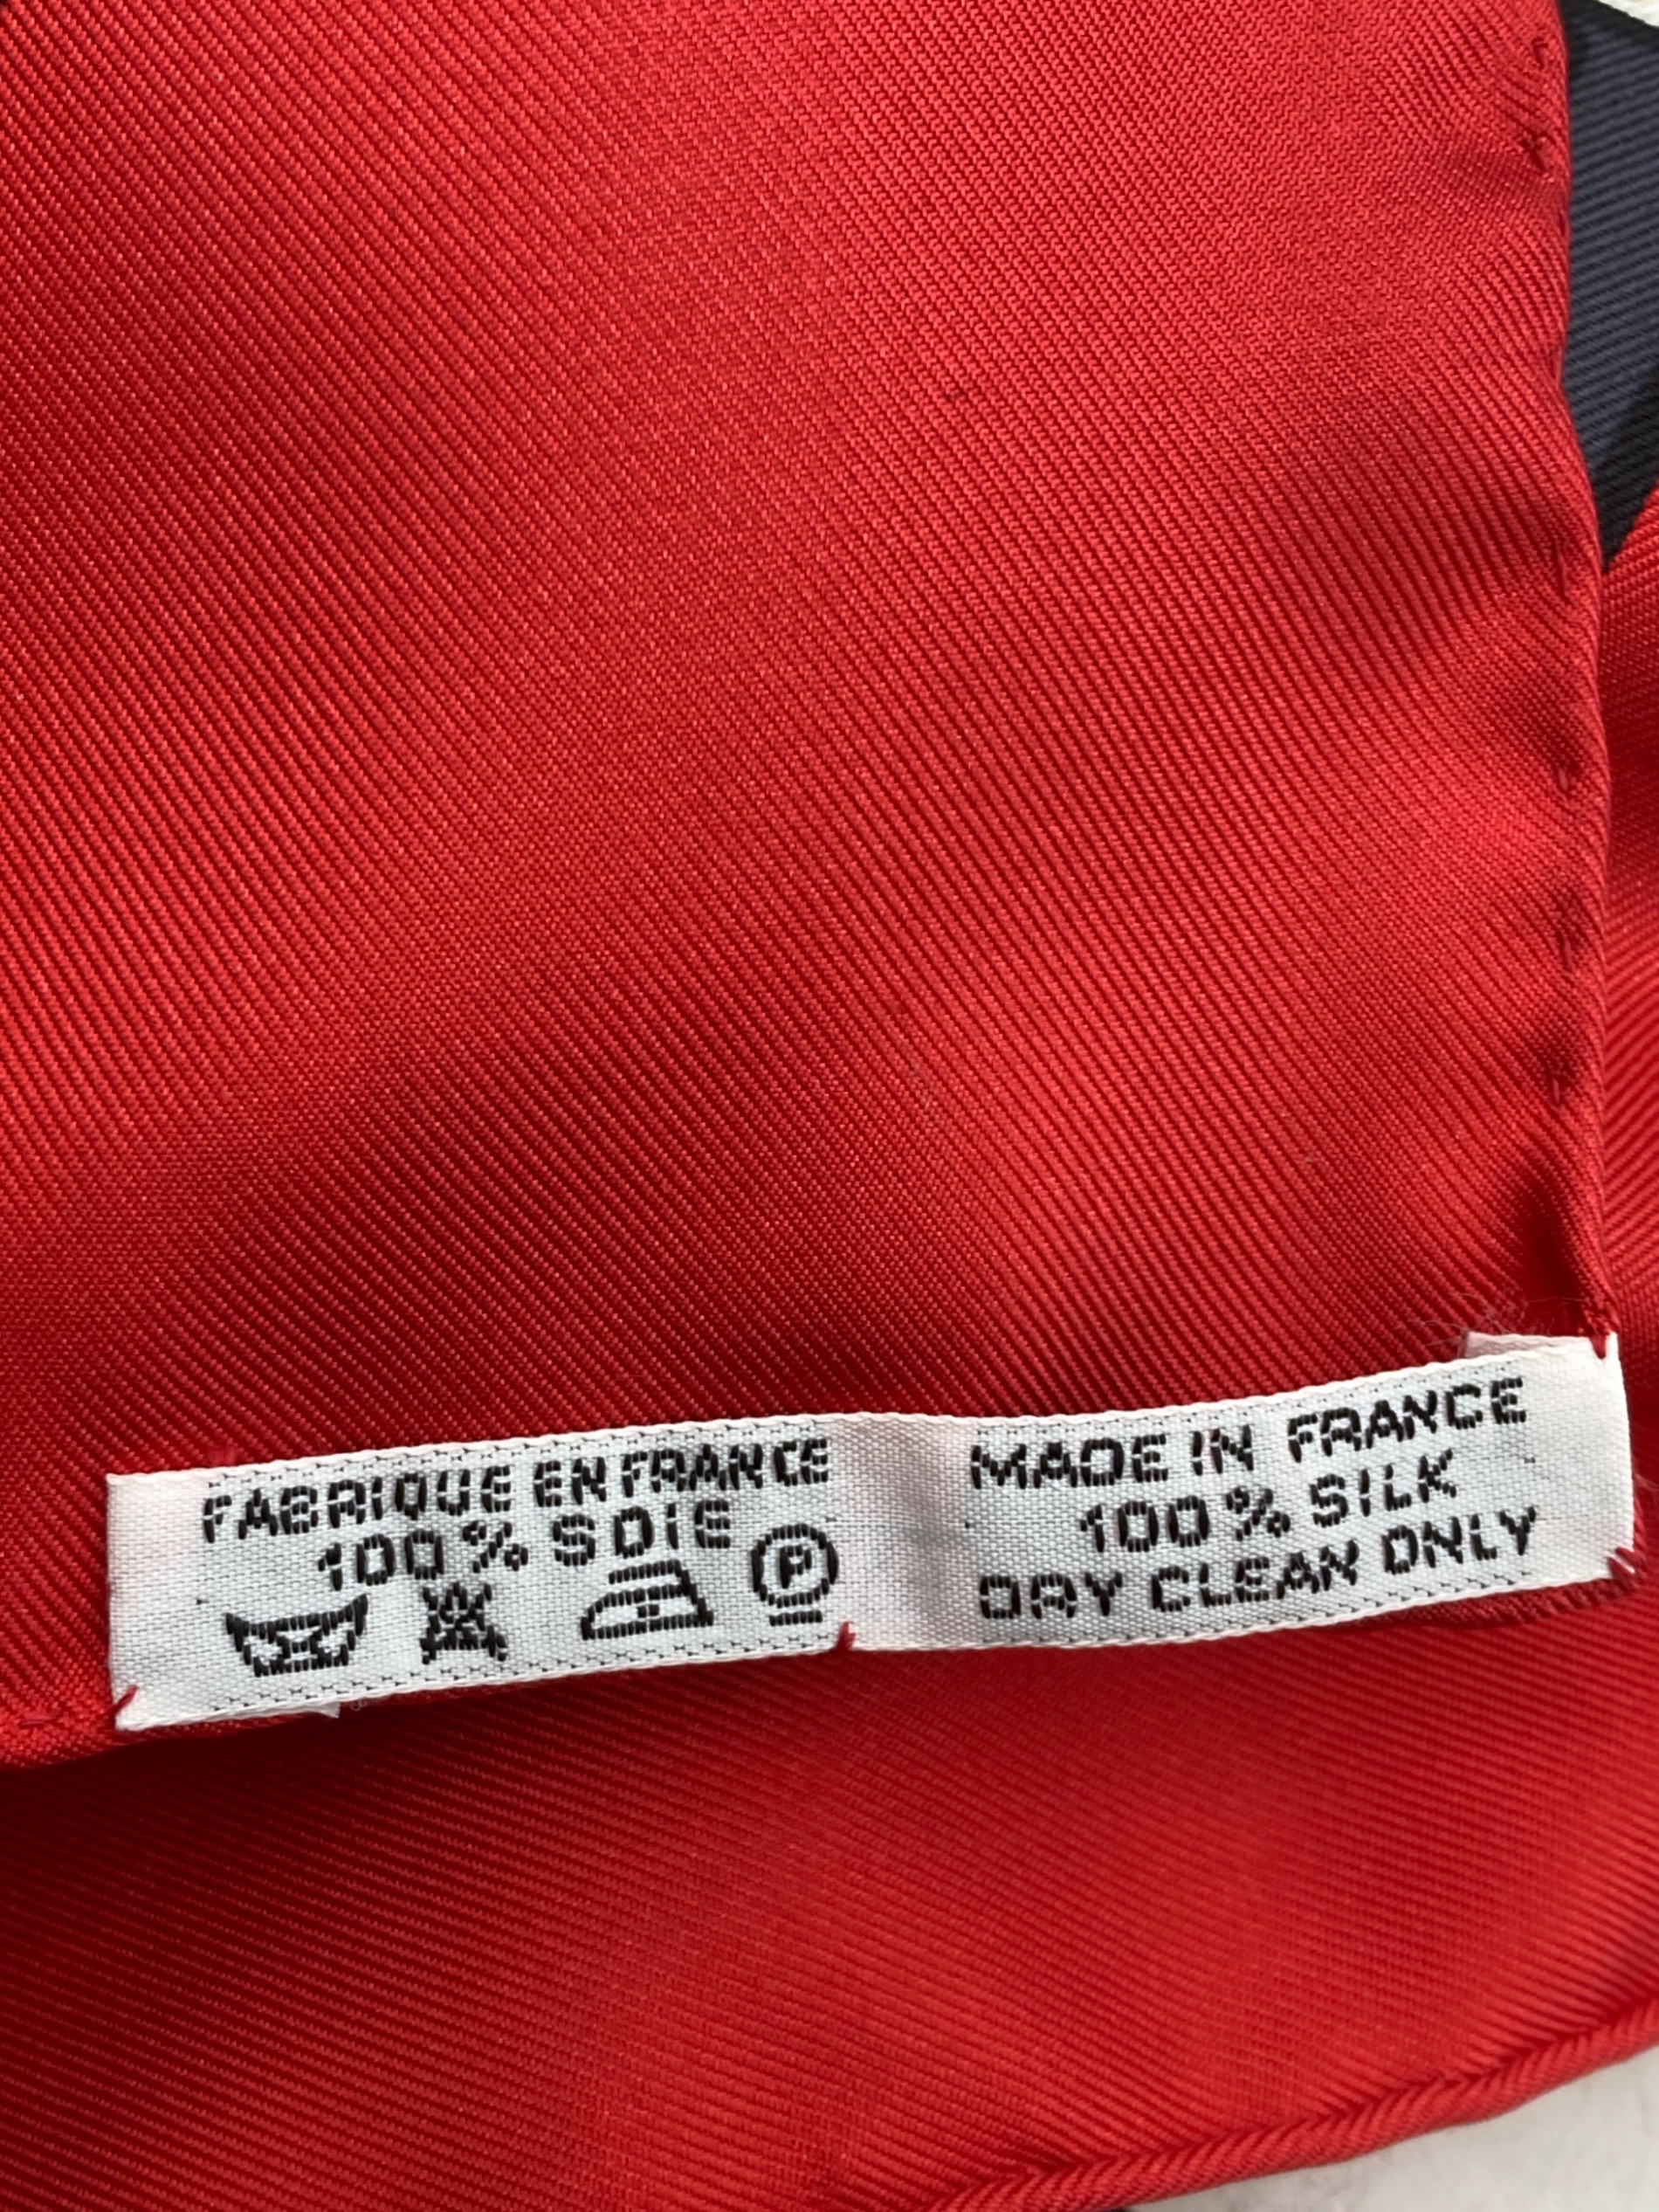 FABRIQUE EN FRANCE
100% SOIE
P
MADE IN FRANCE
100% SILK
DRY CLEAN ONLY